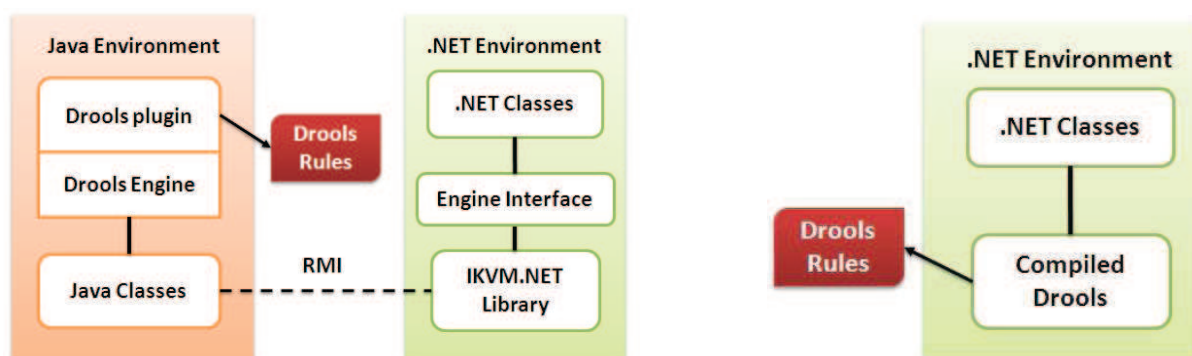 Java Environment
Drools plugin
Drools Engine
Java Classes
Drools
Rules
RMI
.NET Environment
.NET Classes
Engine Interface
IKVM.NET
Library
.NET Environment
.NET Classes
Drools
Rules
Compiled
Drools